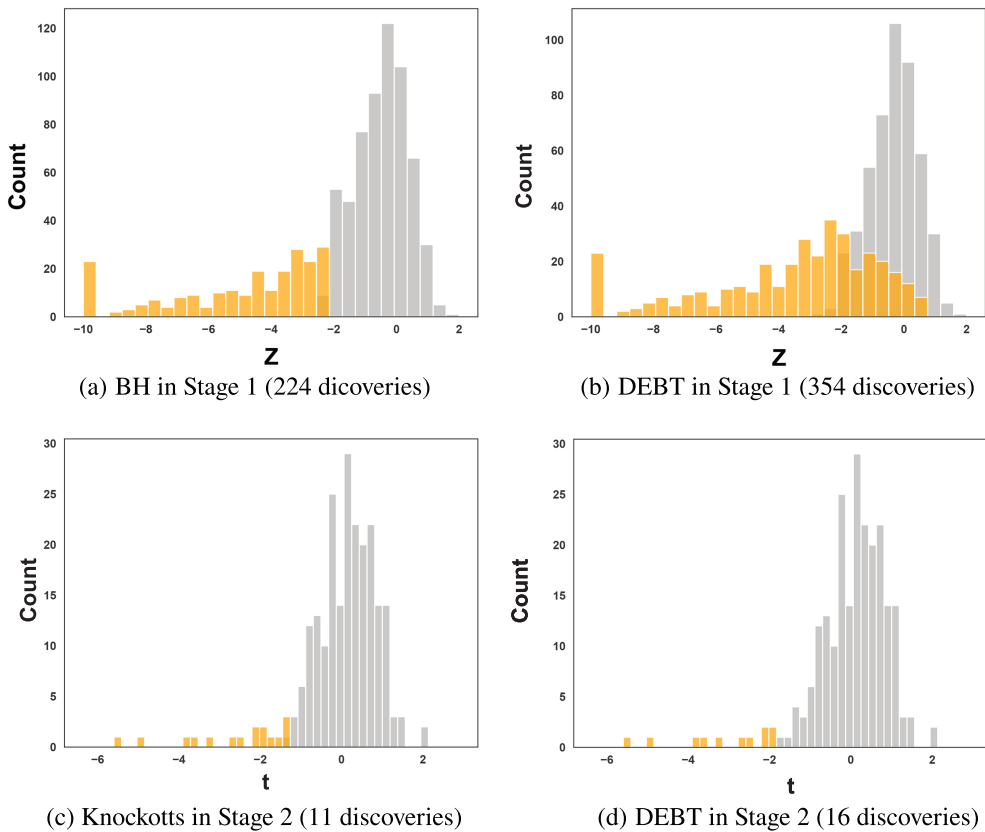 120
100
80
60
40
20
0
Count
−10 −8 −6 −4 −2 0 2
Z
(a) BH in Stage 1 (224 dicoveries)
100
80
60
40
20
0
Count
−10 −8 −6 −4 −2 0 2
Z
(b) DEBT in Stage 1 (354 discoveries)
30
25
20
15
10
5
0
Count
−6 −4 −2 0 2
t
(c) Knockotts in Stage 2 (11 discoveries)
30
25
20
15
10
5
0
Count
−6 −4 −2 0 2
t
(d) DEBT in Stage 2 (16 discoveries)